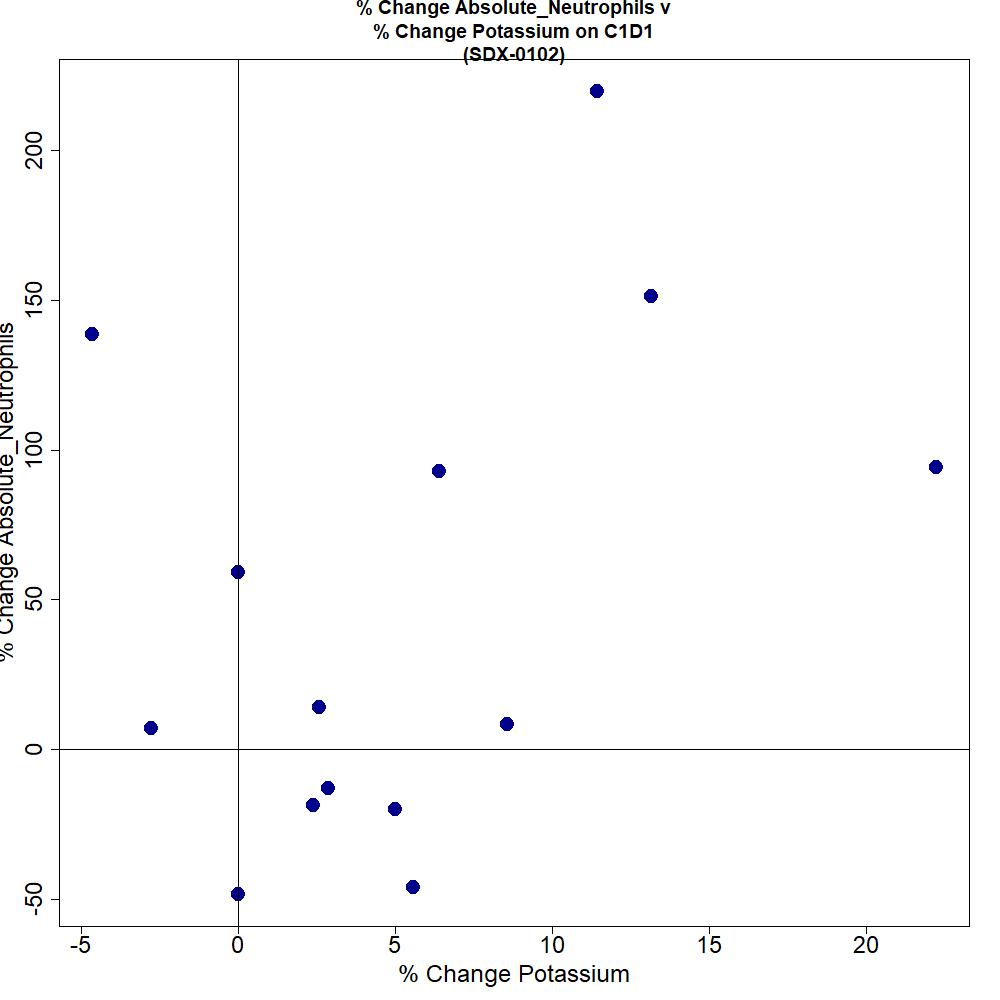 % Change Absolute_Neutrophils v
% Change Potassium on C1D1
(SDX-0102)
% Change Absolute_Neutrophils
200
150
100
50
0
-50
-5 0 5 10 15 20
% Change Potassium